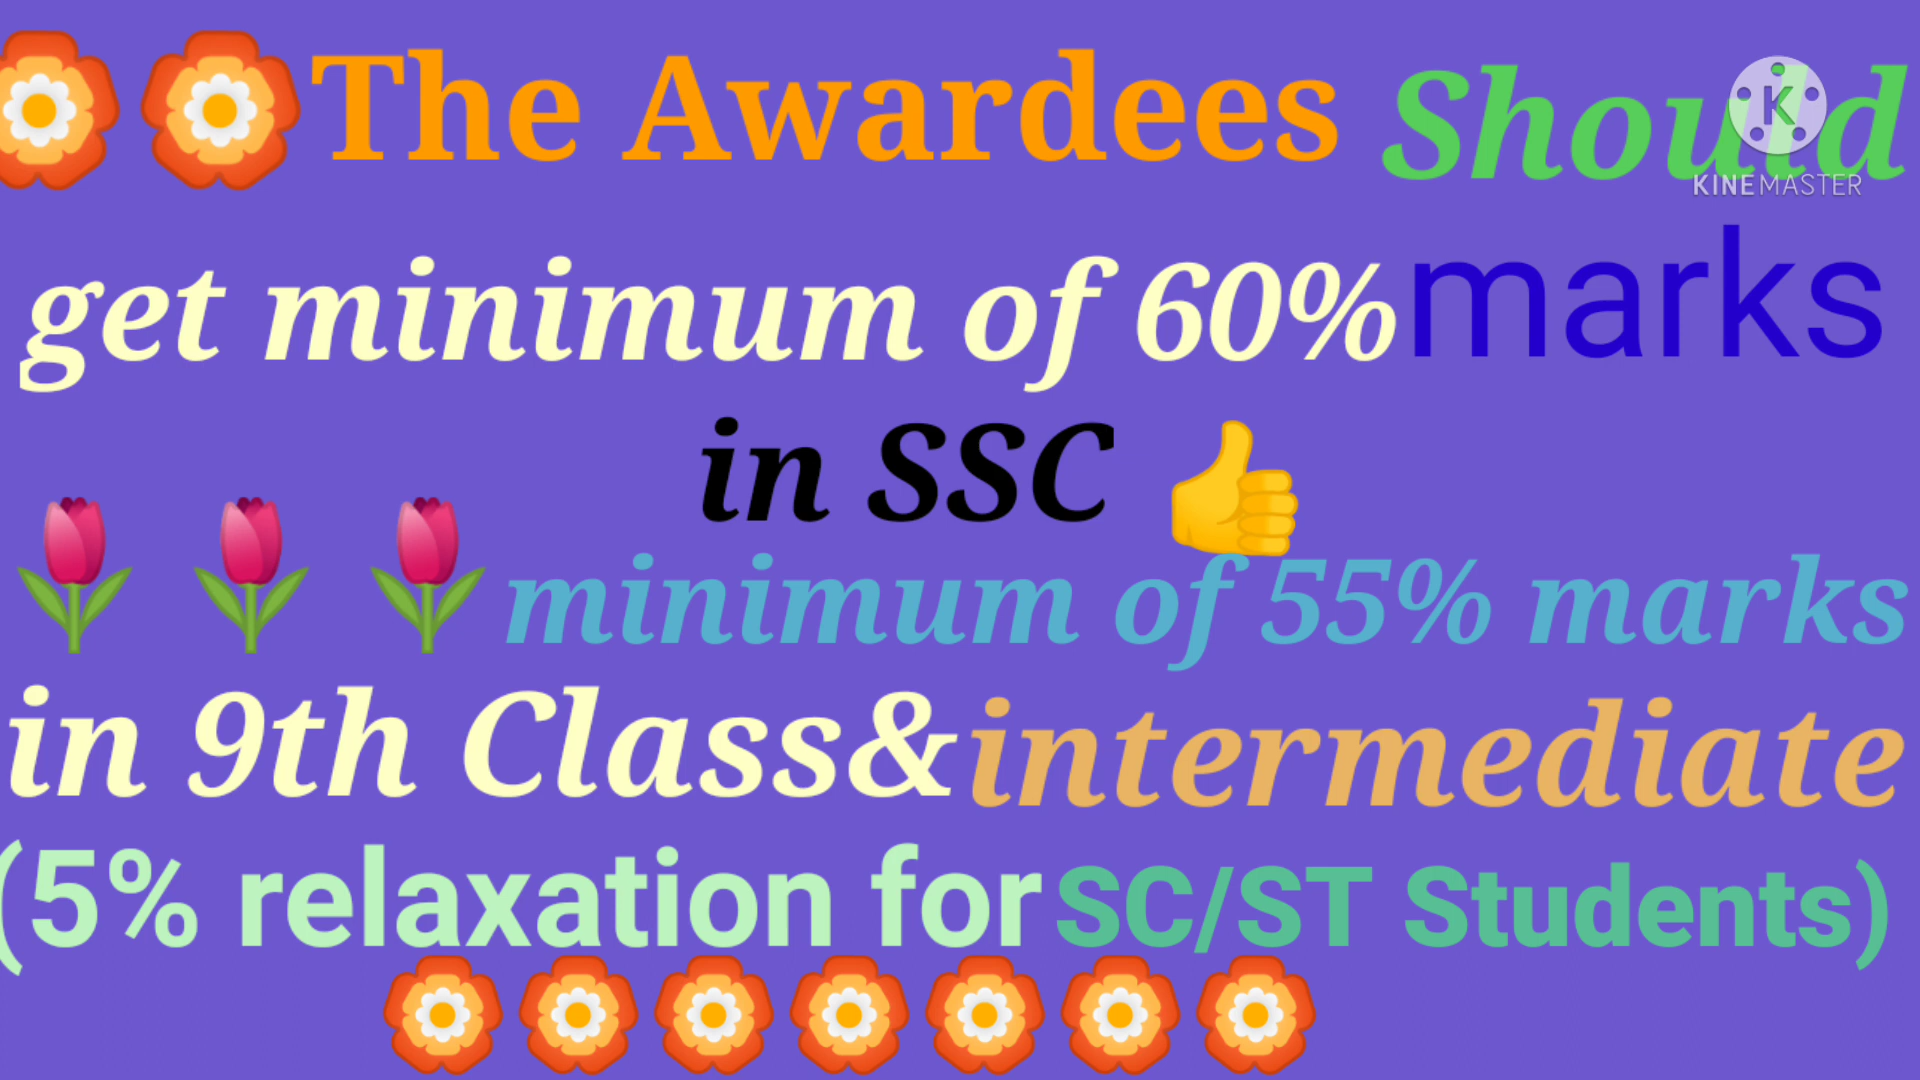 The Awardees Should
KINEMASTER
get minimum of 60% marks
in SSC
minimum of 55% marks
in 9th Class& intermediate
(5% relaxation for SC/ST Students)